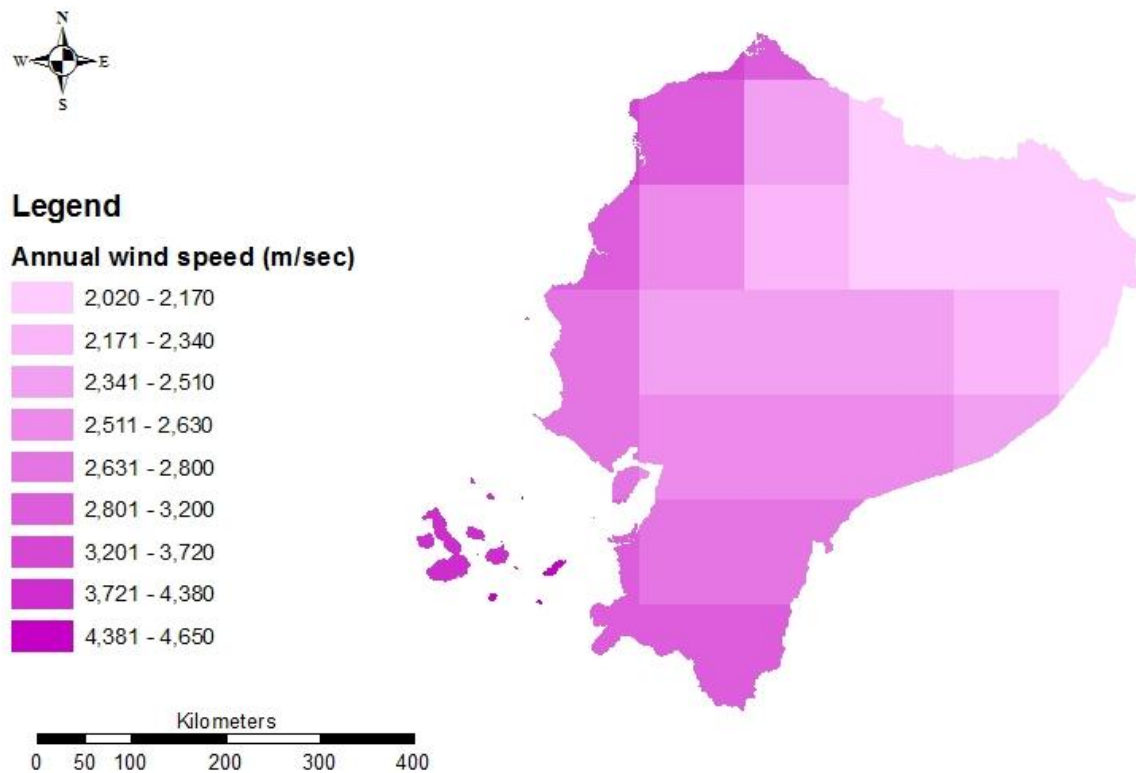 N
W E
S
Legend
Annual wind speed (m/sec)
2,020 - 2,170
2,171 - 2,340
2,341 - 2,510
2,511 - 2,630
2,631 - 2,800
2,801 - 3,200
3,201 - 3,720
3,721 - 4,380
4,381 - 4,650
Kilometers
0 50 100 200 300 400